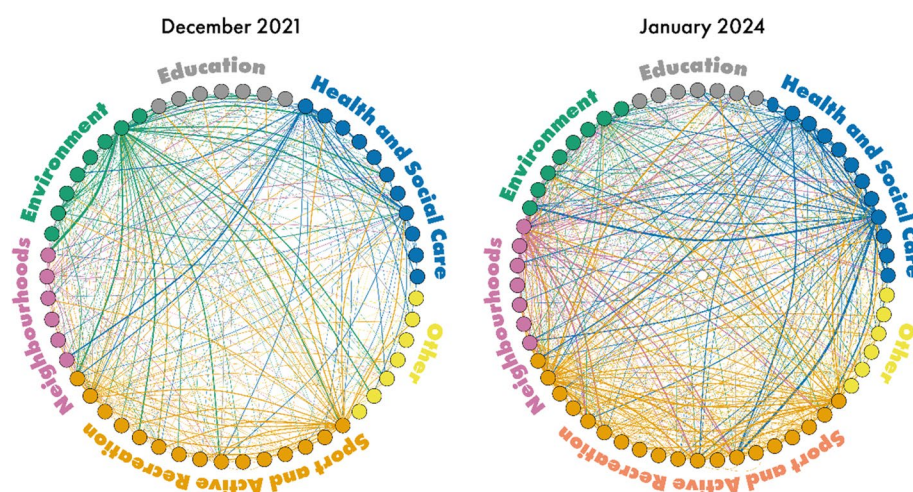 December 2021
Education
Health and Social Care
Environment
Neighbourhoods
Other
Sport and Active Recreation
January 2024
Education
Health and Social Care
Environment
Neighbourhoods
Other
Sport and Active Recreation